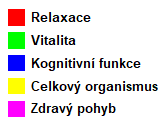 Relaxace
Vitalita
Kognitivní funkce
Celkový organismus
Zdravý pohyb